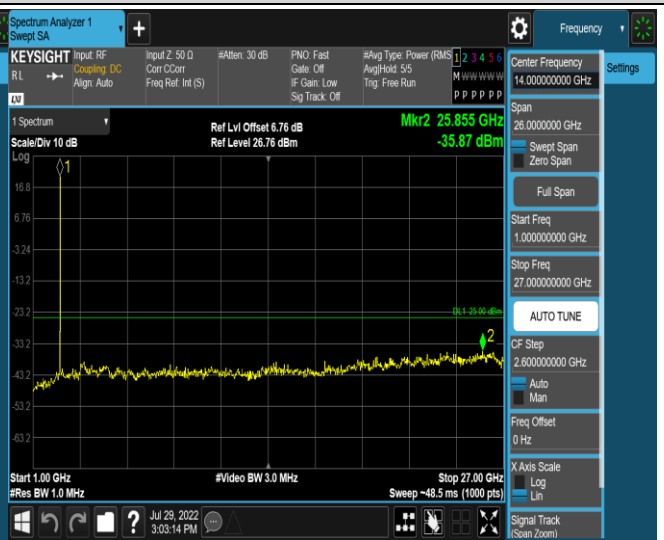 Spectrum Analyzer 1
Swept SA
Frequency
KEYSIGHT
R L
Input: RF
Coupling: DC
Align: Auto
Input Z: 50 Ω
Corr CCorr
Freq Ref: Int (S)
#Atten: 30 dB
PNO: Fast
Gate: Off
IF Gain: Low
Sig Track: Off
#Avg Type: Power (RMS
Avg|Hold: 5/5
Trig: Free Run
1 2 3 4 5 6
M W W W W W
P P P P P P
LXI
1 Spectrum
Scale/Div 10 dB
Log
Ref Lvl Offset 6.76 dB
Ref Level 26.76 dBm
Mkr2 25.855 GHz
-35.87 dBm
1
16.8
6.76
-3.24
-13.2
-23.2
DL1 -25.00 dBm
2
-33.2
-43.2
-53.2
-63.2
Start 1.00 GHz
#Res BW 1.0 MHz
#Video BW 3.0 MHz
Stop 27.00 GHz
Sweep ~48.5 ms (1000 pts)
Center Frequency
14.000000000 GHz
Settings
Span
26.0000000 GHz
Swept Span
Zero Span
Full Span
Start Freq
1.000000000 GHz
Stop Freq
27.00000000 GHz
AUTO TUNE
CF Step
2.600000000 GHz
Auto
Man
Freq Offset
0 Hz
X Axis Scale
Log
Lin
Signal Track
(Span Zoom)
?
Jul 29, 2022
3:03:14 PM